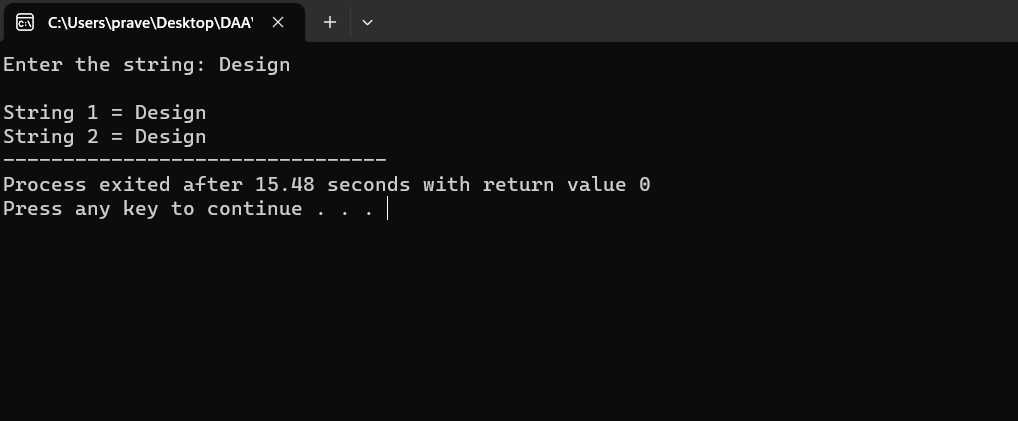 C:\Users\prave\Desktop\DAA\
Enter the string: Design
String 1 = Design
String 2 = Design
--------------------------------
Process exited after 15.48 seconds with return value 0
Press any key to continue . . .